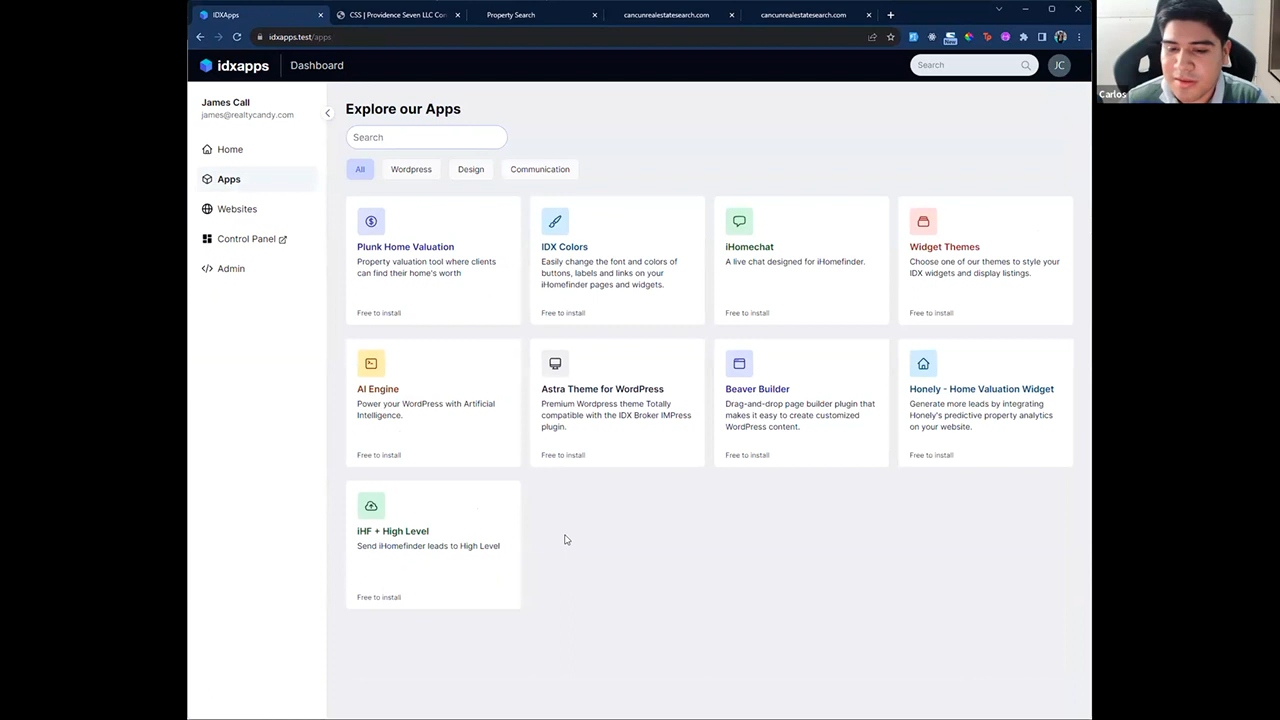 IDXApps
CSS | Providence Seven LLC Con
Property Search
cancunrealestatesearch.com
cancunrealestatesearch.com
idxapps.test/apps
New
idxapps
Dashboard
Search
JC
Carlos
James Call
james@realtycandy.com
Home
Apps
Websites
Control Panel
Admin
Explore our Apps
Search
All
Wordpress
Design
Communication
Plunk Home Valuation
Property valuation tool where clients
can find their home's worth
Free to install
IDX Colors
Easily change the font and colors of
buttons, labels and links on your
iHomefinder pages and widgets.
Free to install
iHomechat
A live chat designed for iHomefinder.
Free to install
Widget Themes
Choose one of our themes to style your
IDX widgets and display listings.
Free to install
AI Engine
Power your WordPress with Artificial
Intelligence.
Free to install
Astra Theme for WordPress
Premium Wordpress theme Totally
compatible with the IDX Broker IMPress
plugin.
Free to install
Beaver Builder
Drag-and-drop page builder plugin that
makes it easy to create customized
WordPress content.
Free to install
Honely - Home Valuation Widget
Generate more leads by integrating
Honely's predictive property analytics
on your website.
Free to install
iHF + High Level
Send iHomefinder leads to High Level
Free to install